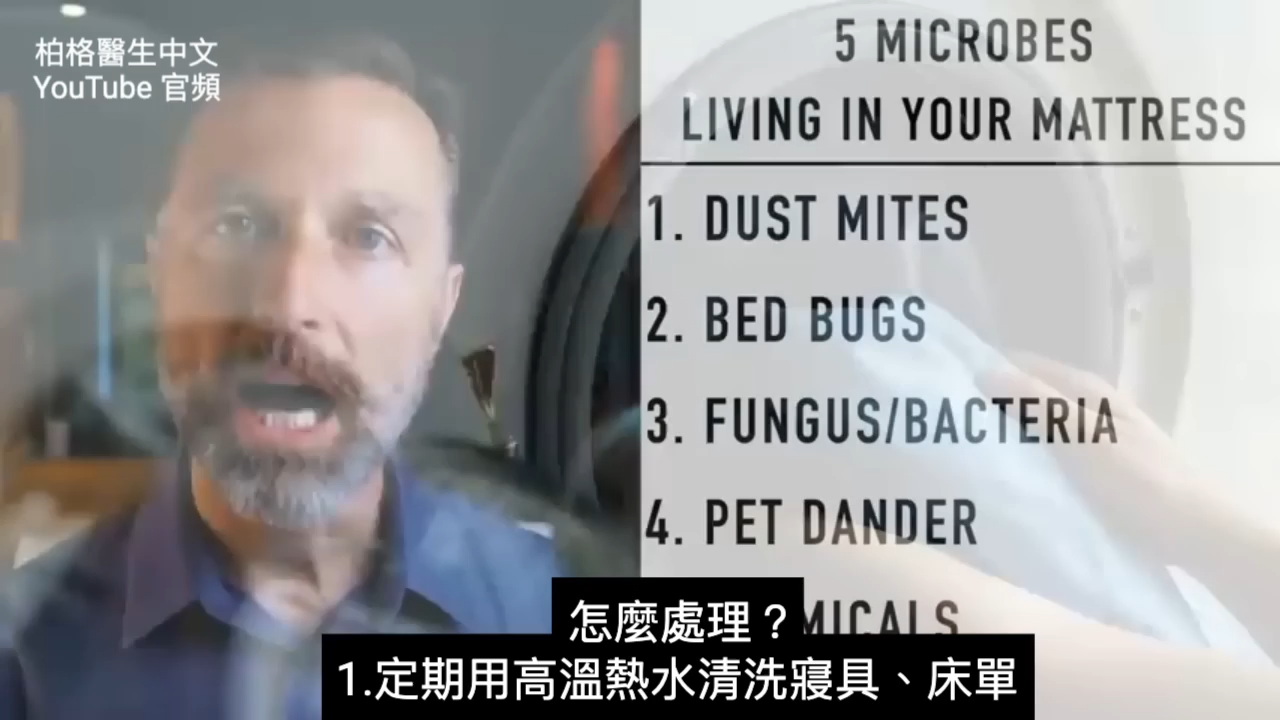 柏格醫生中文
YouTube 官頻
5 MICROBES
LIVING IN YOUR MATTRESS
1. DUST MITES
2. BED BUGS
3. FUNGUS/BACTERIA
4. PET DANDER
怎麼處理？
1.定期用高溫熱水清洗寢具、床單